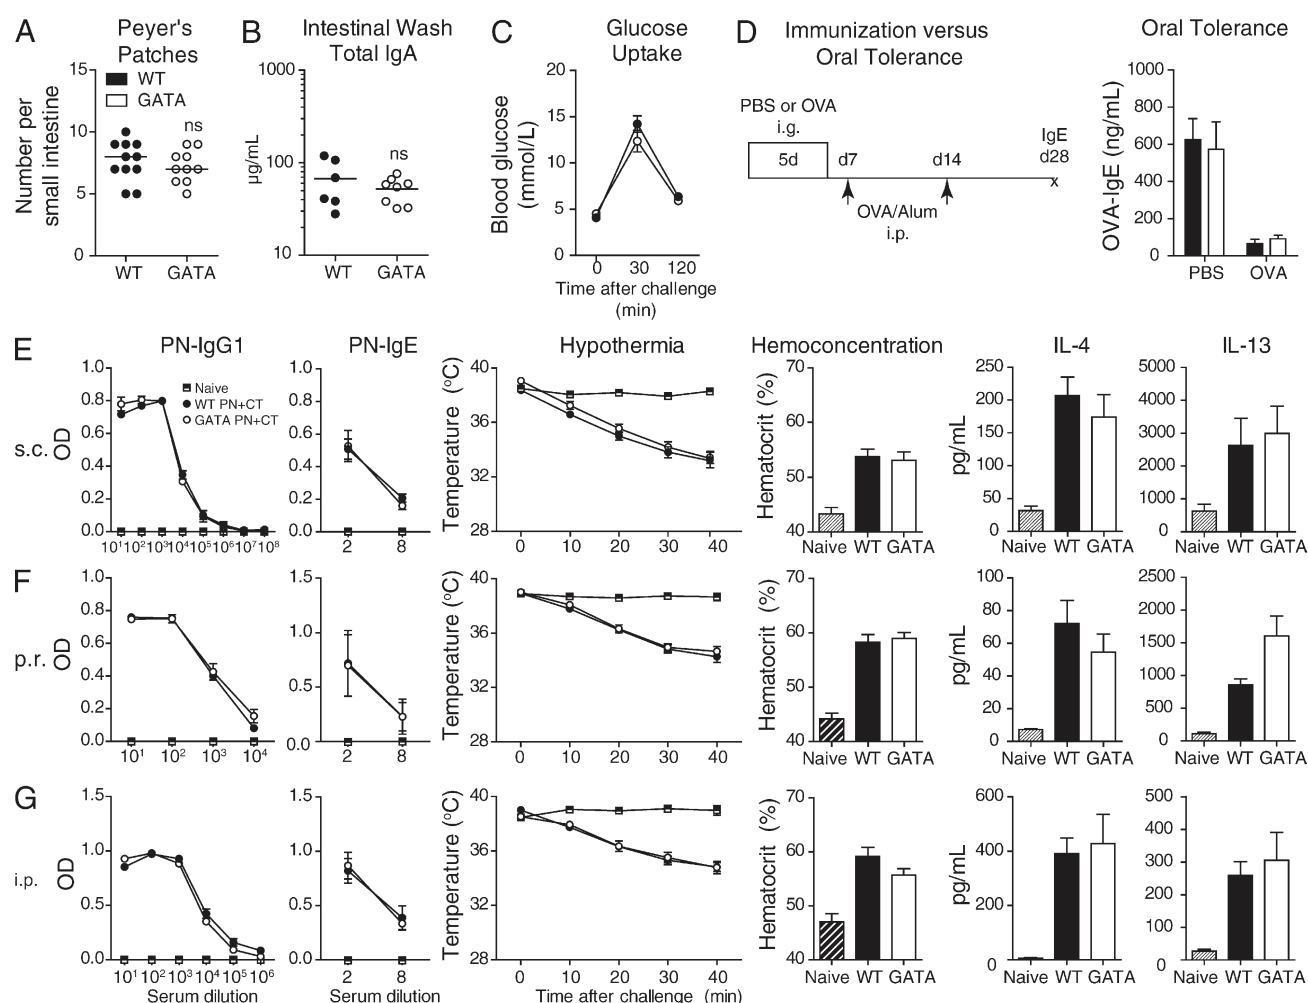 A
Peyer's
Patches
15
10
5
0
Number per
small intestine
WT
GATA
ns
WT
GATA
B
Intestinal Wash
Total IgA
1000
100
10
µg/mL
ns
WT
GATA
C
Glucose
Uptake
20
15
10
5
0
Blood glucose
(mmol/L)
0
30
120
Time after challenge
(min)
D
Immunization versus
Oral Tolerance
PBS or OVA
i.g.
5d
d7
d14
IgE
d28
x
OVA/Alum
i.p.
Oral Tolerance
1000
800
600
400
200
0
OVA-IgE (ng/mL)
PBS
OVA
E
PN-IgG1
PN-IgE
Hypothermia
Hemoconcentration
IL-4
IL-13
s.c.
OD
1.0
0.8
0.6
0.4
0.2
0.0
Naive
WT PN+CT
GATA PN+CT
10¹ 10² 10³ 10⁴ 10⁵ 10⁶ 10⁷ 10⁸
1.0
0.8
0.6
0.4
0.2
0.0
2 8
Temperature (°C)
40
36
32
28
0 10 20 30 40
Hematocrit (%)
70
60
50
40
Naive WT GATA
pg/mL
250
200
150
100
50
0
Naive WT GATA
5000
4000
3000
2000
1000
0
Naive WT GATA
F
p.r.
OD
1.0
0.8
0.6
0.4
0.2
0.0
10¹ 10² 10³ 10⁴
1.5
1.0
0.5
0.0
2 8
Temperature (°C)
40
36
32
28
0 10 20 30 40
Hematocrit (%)
70
60
50
40
Naive WT GATA
pg/mL
100
80
60
40
20
0
Naive WT GATA
2500
2000
1500
1000
500
0
Naive WT GATA
G
i.p.
OD
1.5
1.0
0.5
0.0
10¹ 10² 10³ 10⁴ 10⁵ 10⁶
Serum dilution
1.5
1.0
0.5
0.0
2 8
Serum dilution
Temperature (°C)
40
36
32
28
0 10 20 30 40
Time after challenge (min)
Hematocrit (%)
70
60
50
40
Naive WT GATA
pg/mL
600
400
200
0
Naive WT GATA
500
400
300
200
100
0
Naive WT GATA